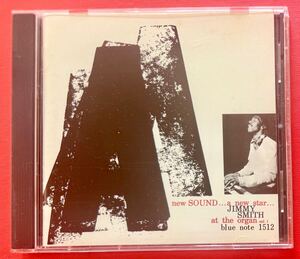 A
new SOUND...a new star...
JIMMY
SMITH
at the organ vol 1
blue note 1512